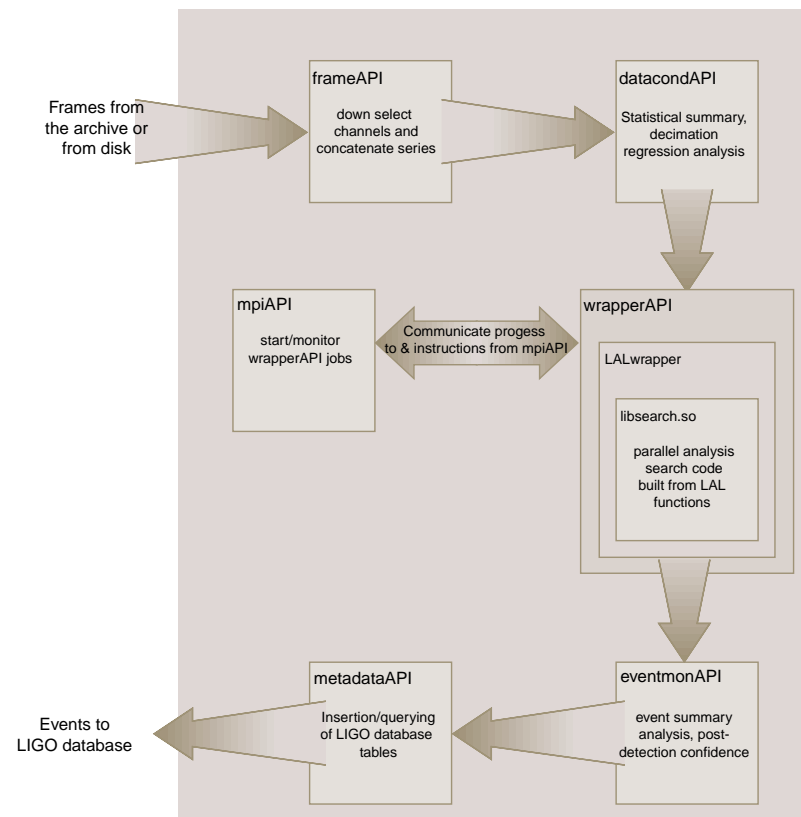 frameAPI
down select
channels and
concatenate series
datacondAPI
Statistical summary,
decimation
regression analysis
Frames from
the archive or
from disk
mpiAPI
start/monitor
wrapperAPI jobs
Communicate progess
to & instructions from mpiAPI
wrapperAPI
LALwrapper
libsearch.so
parallel analysis
search code
built from LAL
functions
metadataAPI
Insertion/querying
of LIGO database
tables
eventmonAPI
event summary
analysis, post-
detection confidence
Events to
LIGO database